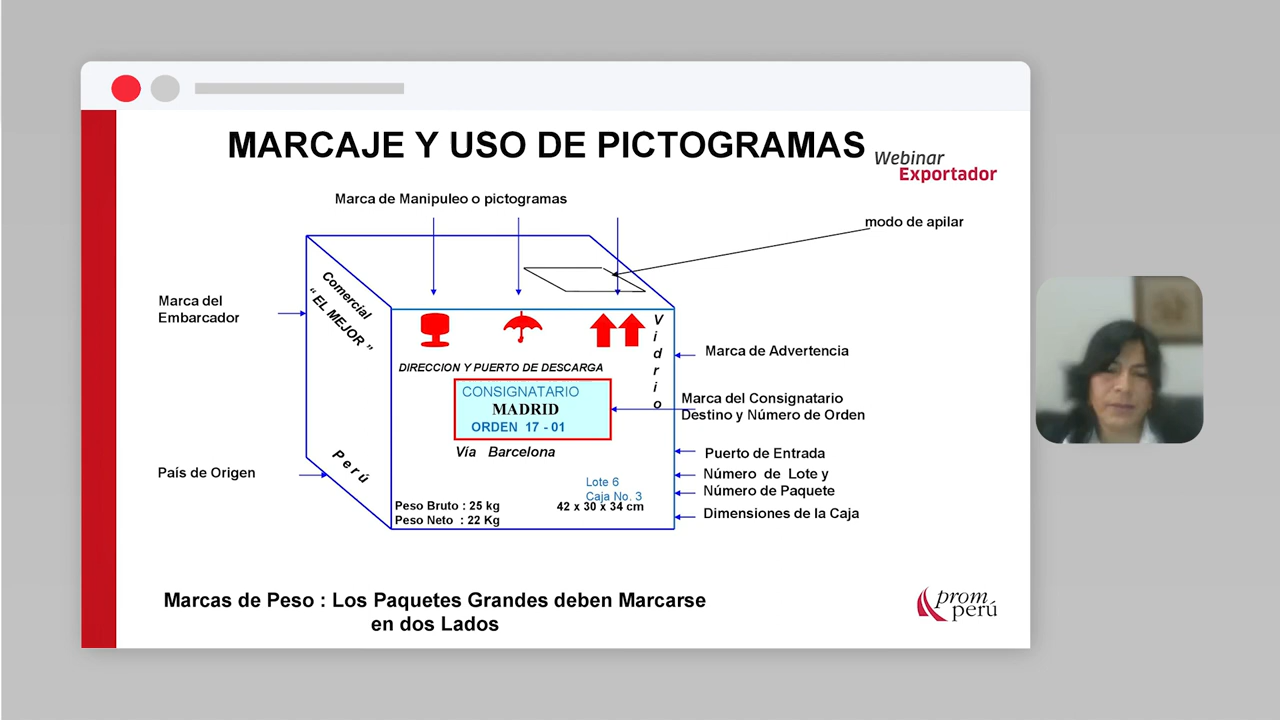 MARCAJE Y USO DE PICTOGRAMAS
Webinar
Exportador
Marca de Manipuleo o pictogramas
modo de apilar
Marca del
Embarcador
Comercial
“ EL MEJOR ”
Vidrio
Marca de Advertencia
DIRECCION Y PUERTO DE DESCARGA
CONSIGNATARIO
MADRID
ORDEN 17 - 01
Marca del Consignatario
Destino y Número de Orden
Vía Barcelona
Puerto de Entrada
País de Origen
Perú
Número de Lote y
Número de Paquete
Lote 6
Caja No. 3
Peso Bruto : 25 kg
42 x 30 x 34 cm
Peso Neto : 22 Kg
Dimensiones de la Caja
Marcas de Peso : Los Paquetes Grandes deben Marcarse
en dos Lados
prom
perú